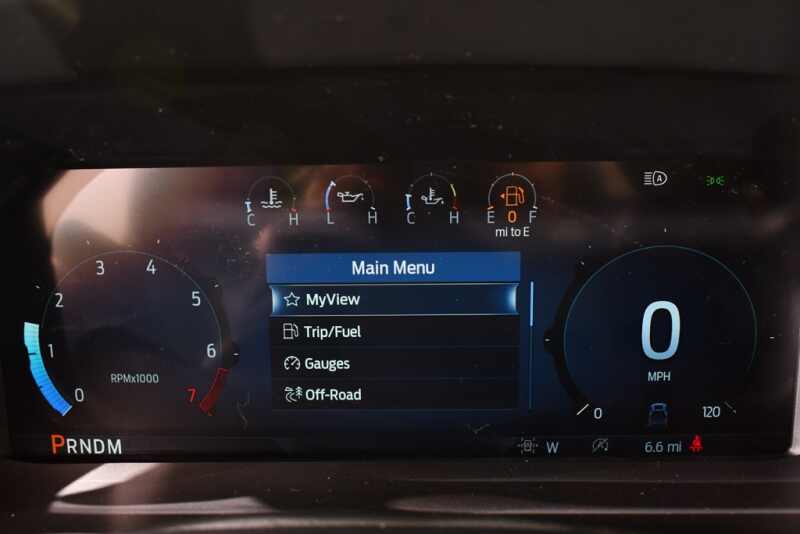 A
C H
L H
C H
E F
0
mi to E
Main Menu
MyView
Trip/Fuel
Gauges
Off-Road
0 1 2 3 4 5 6 7
RPMx1000
0
MPH
0 120
PRNDM
W
6.6 mi